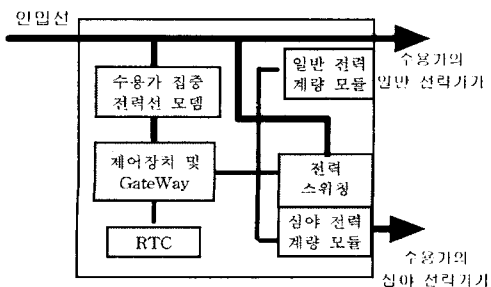 인입선
수용가 집중
전력선 모뎀
제어장치 및
GateWay
RTC
일반 전력
계량 모듈
전력
스위칭
심야 전력
계량 모듈
수용가의
일반 전력기기
수용가의
심야 전력기기